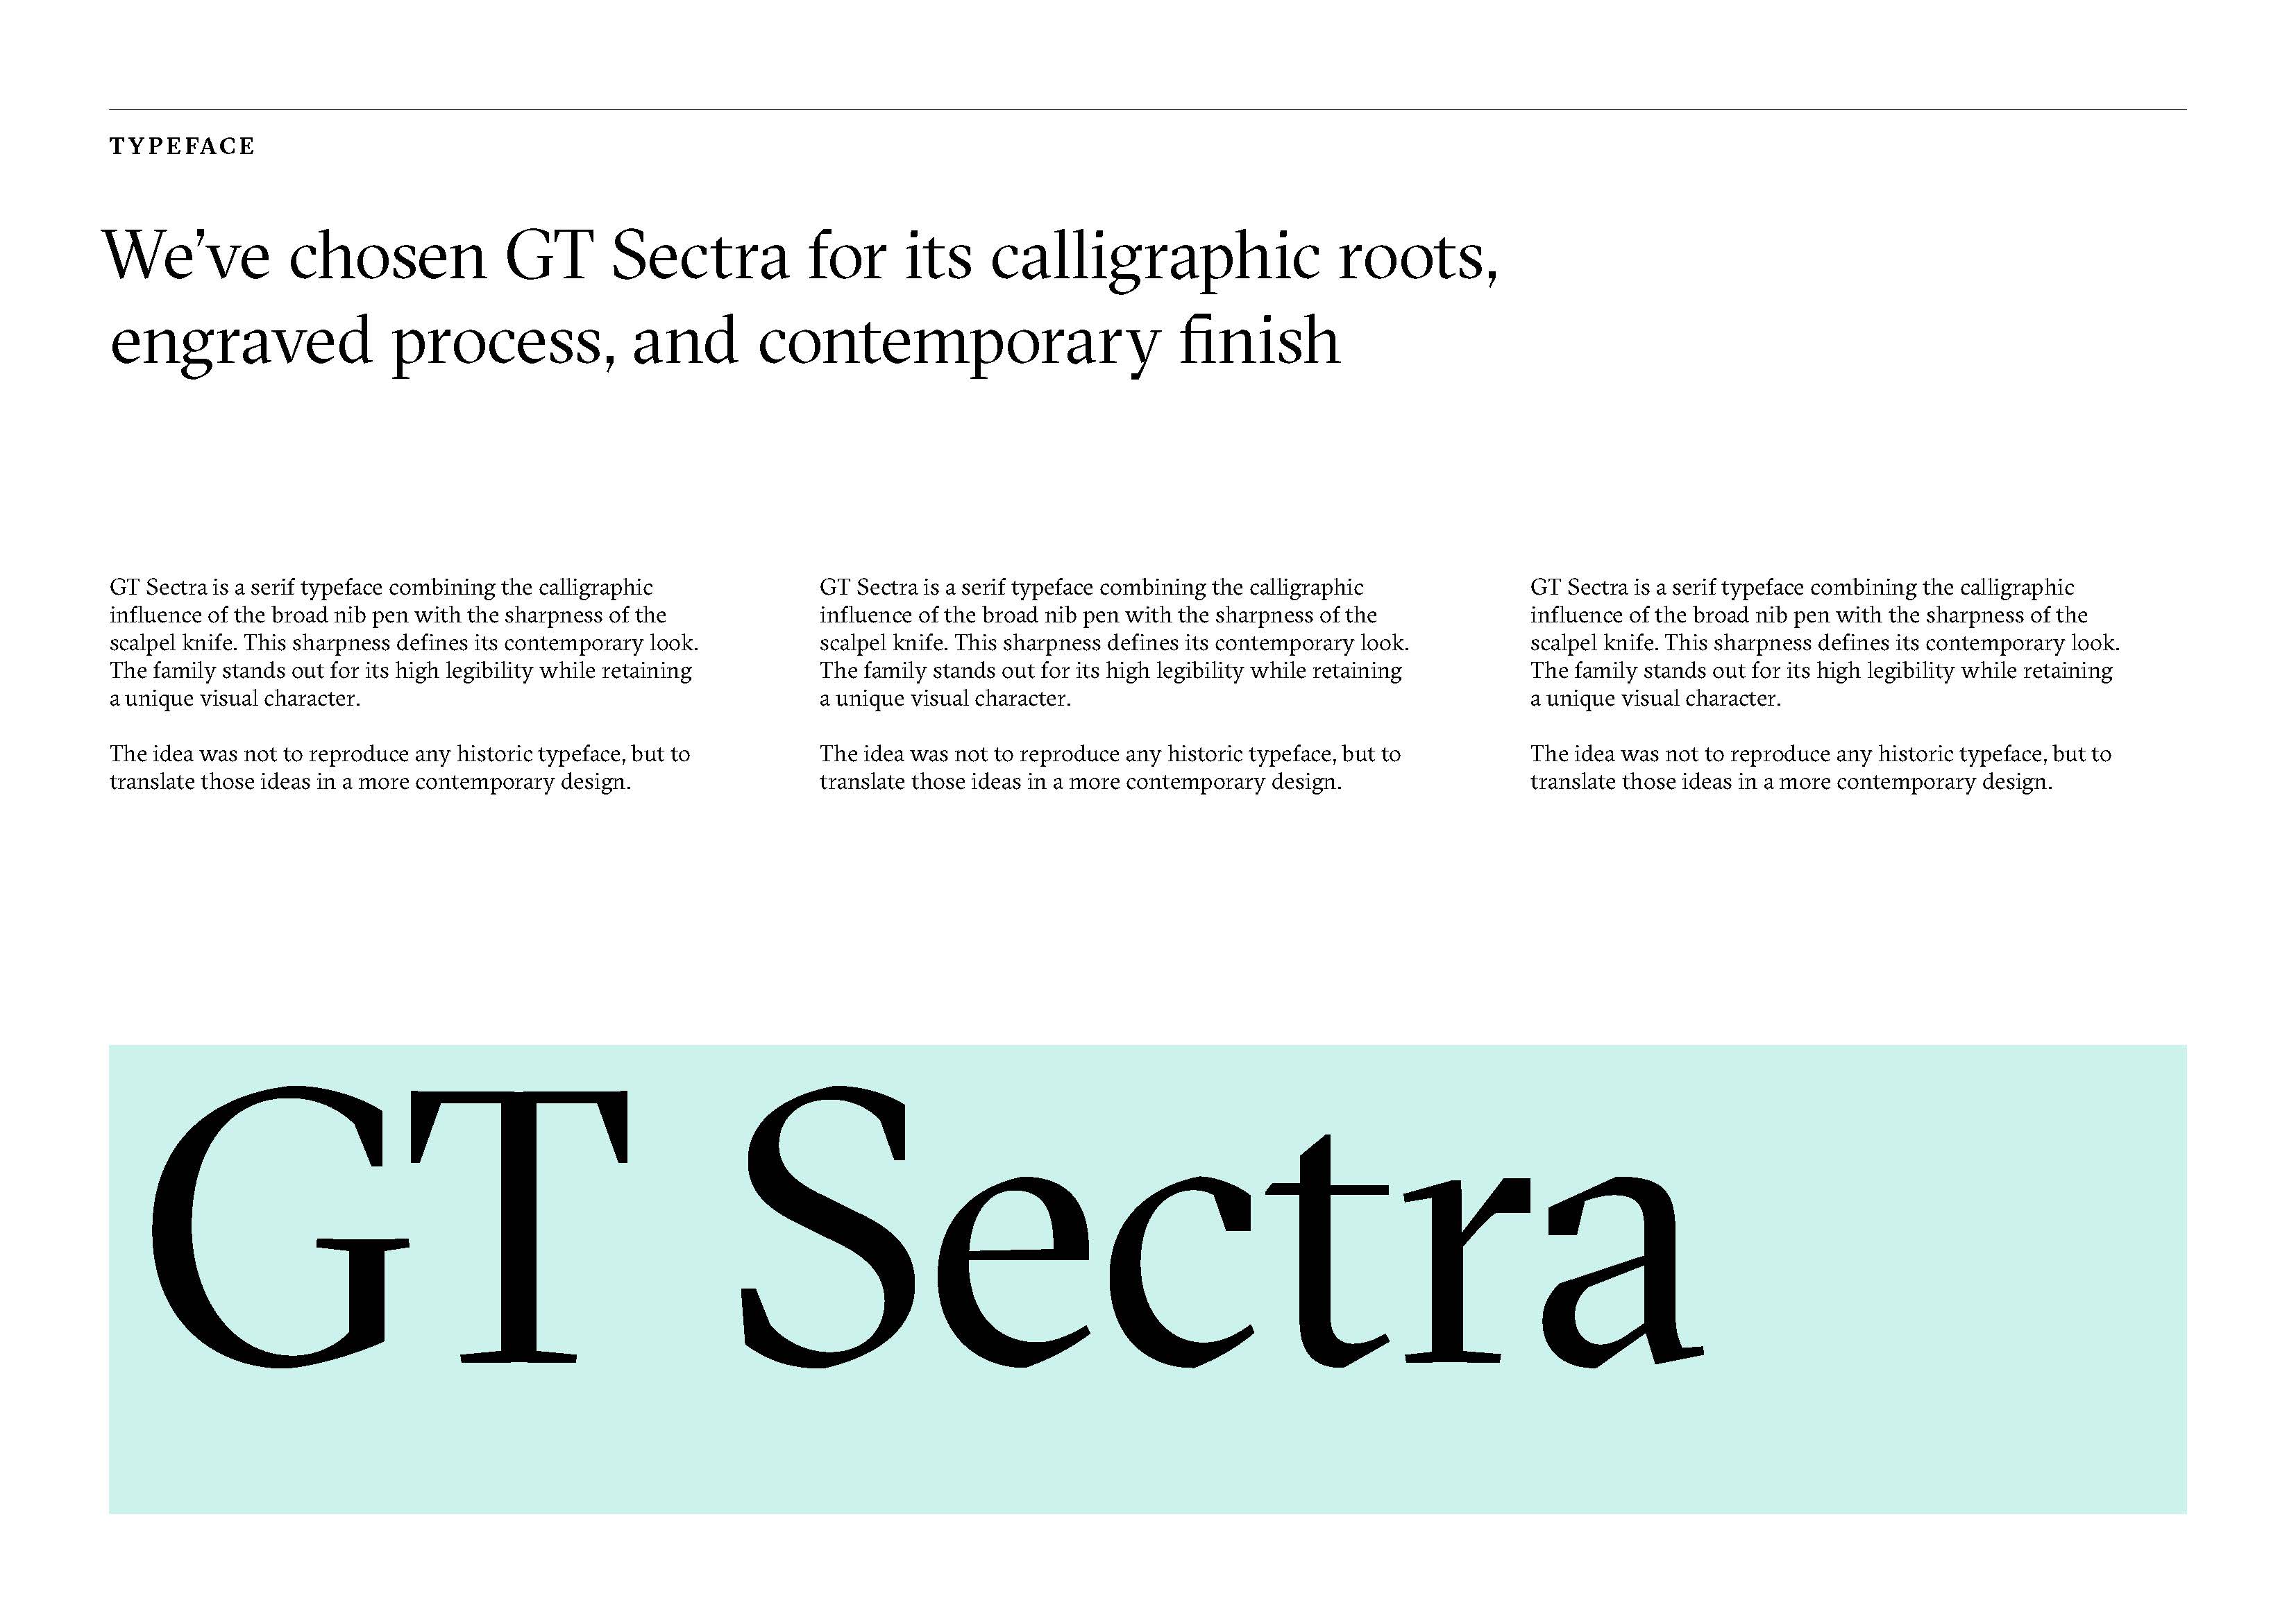 TYPEFACE
We’ve chosen GT Sectra for its calligraphic roots,
engraved process, and contemporary finish
GT Sectra is a serif typeface combining the calligraphic
influence of the broad nib pen with the sharpness of the
scalpel knife. This sharpness defines its contemporary look.
The family stands out for its high legibility while retaining
a unique visual character.
The idea was not to reproduce any historic typeface, but to
translate those ideas in a more contemporary design.
GT Sectra is a serif typeface combining the calligraphic
influence of the broad nib pen with the sharpness of the
scalpel knife. This sharpness defines its contemporary look.
The family stands out for its high legibility while retaining
a unique visual character.
The idea was not to reproduce any historic typeface, but to
translate those ideas in a more contemporary design.
GT Sectra is a serif typeface combining the calligraphic
influence of the broad nib pen with the sharpness of the
scalpel knife. This sharpness defines its contemporary look.
The family stands out for its high legibility while retaining
a unique visual character.
The idea was not to reproduce any historic typeface, but to
translate those ideas in a more contemporary design.
GT Sectra